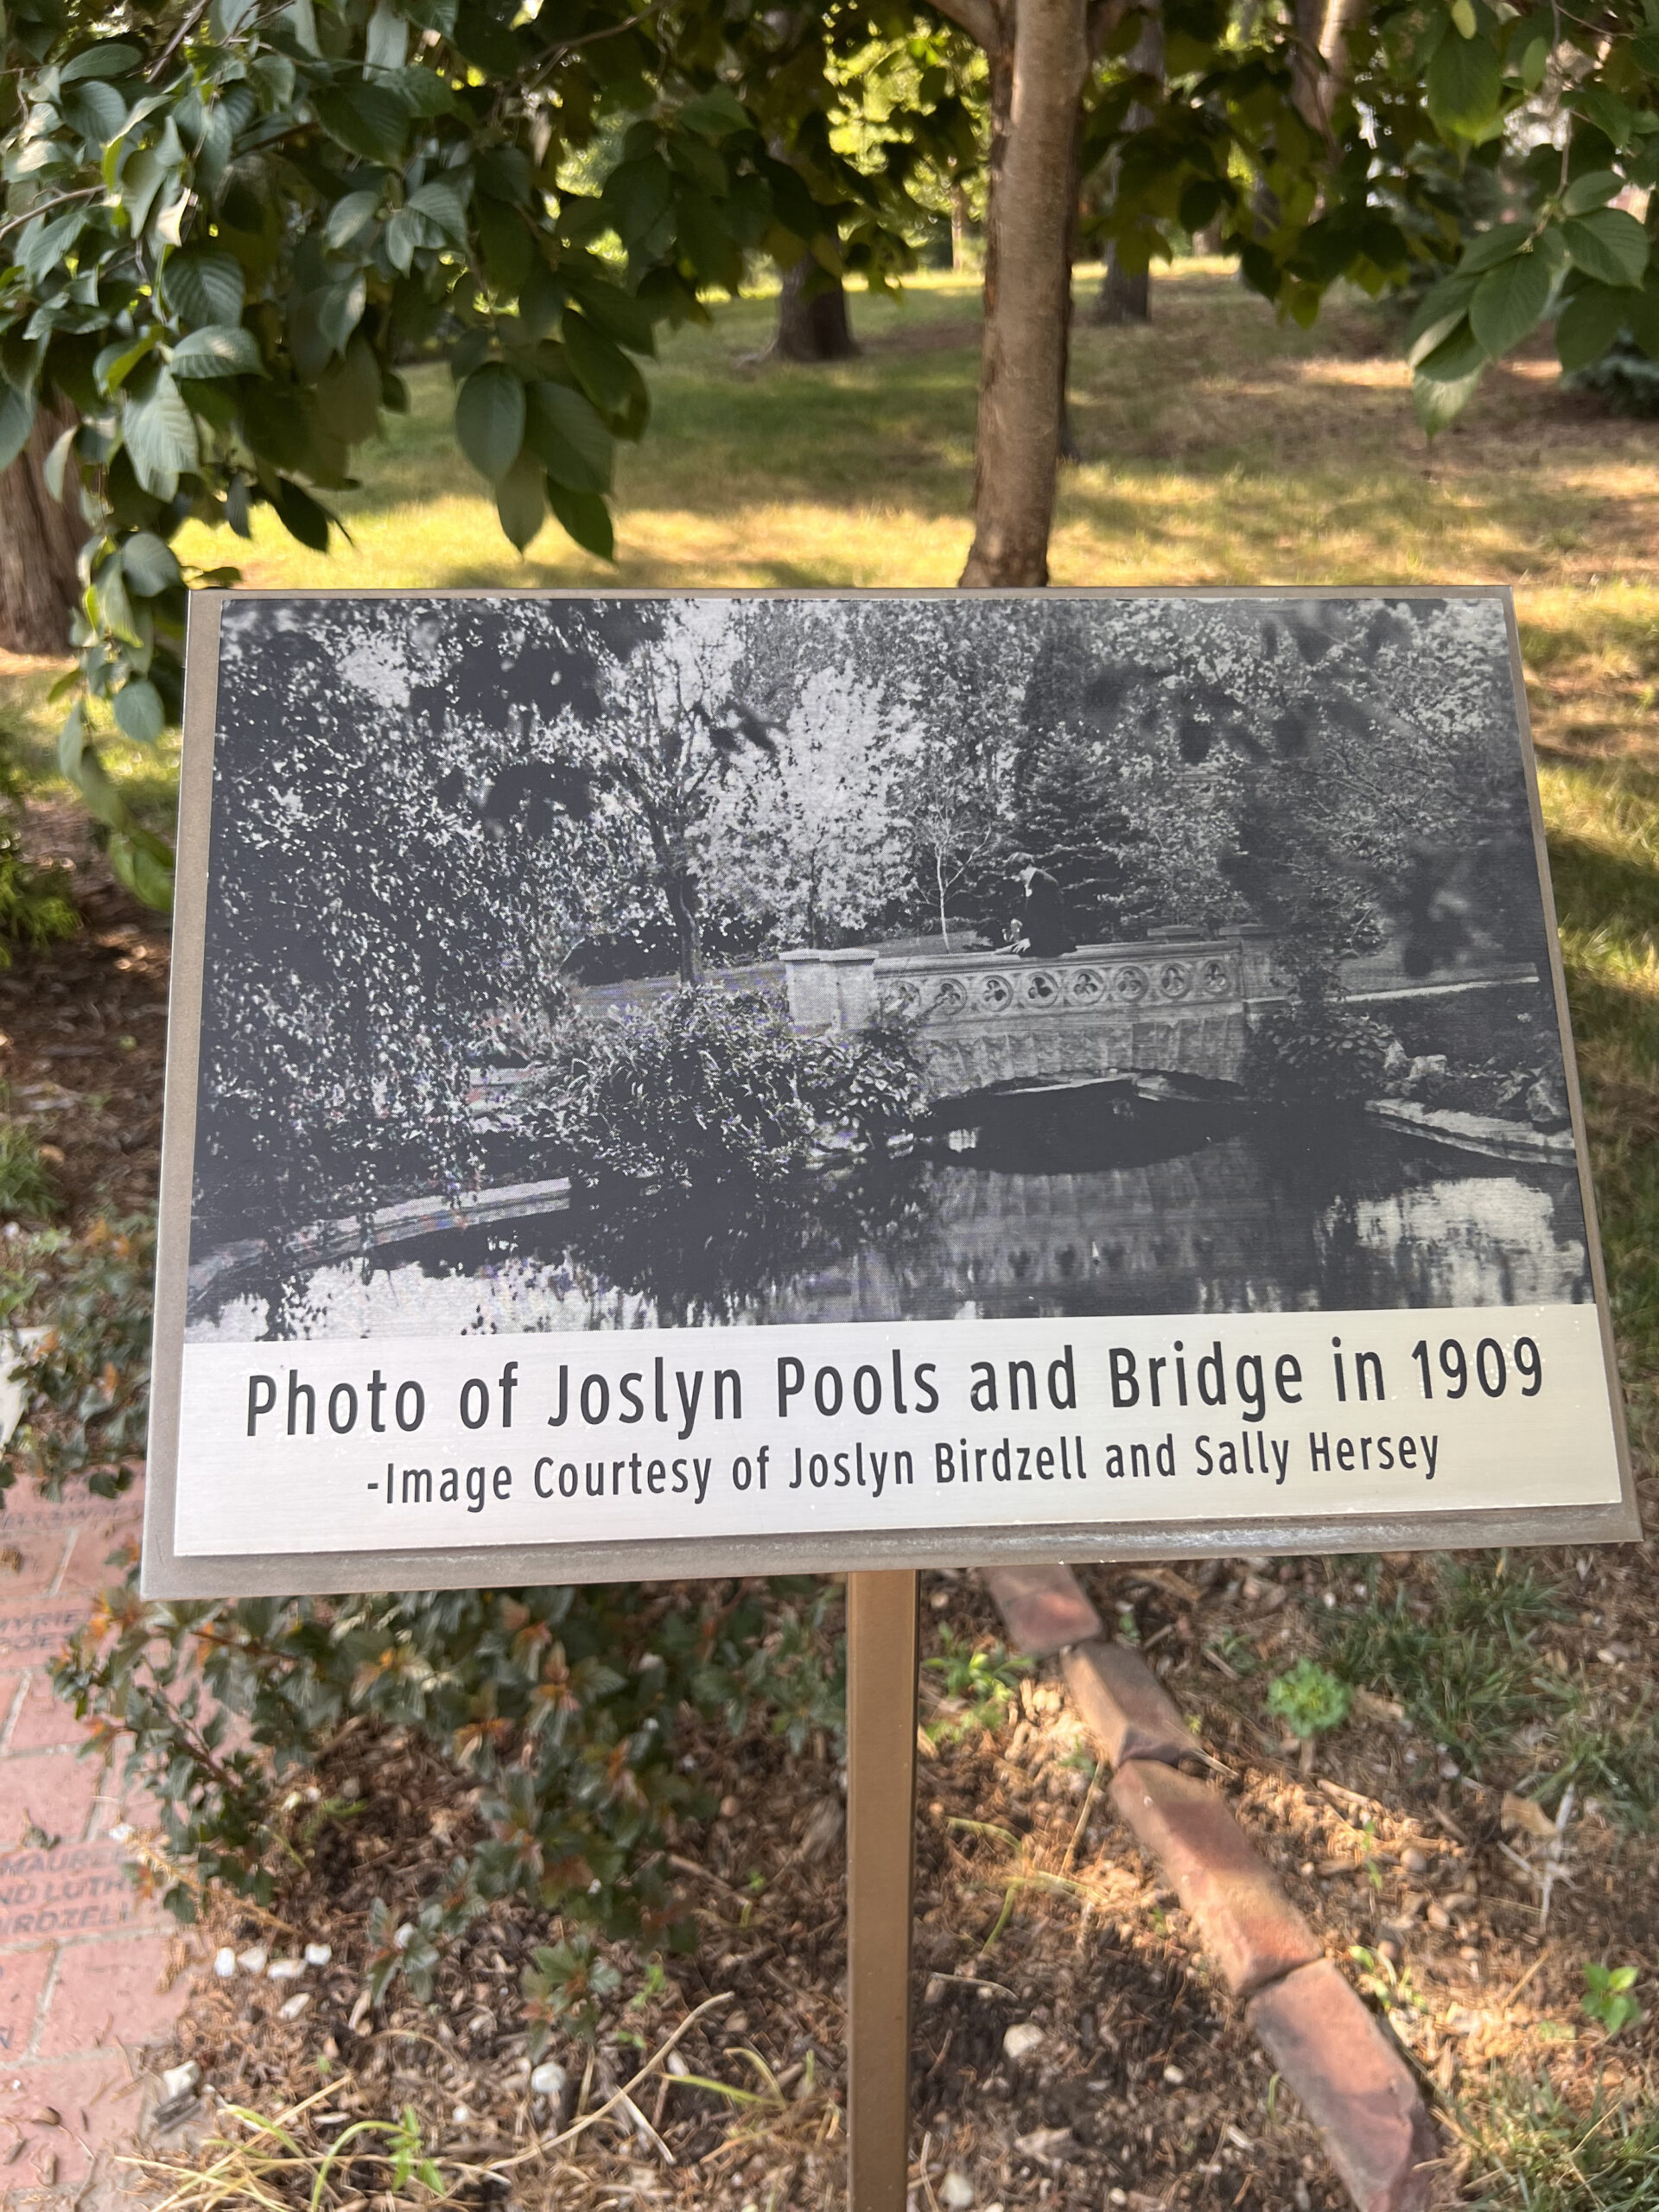 Photo of Joslyn Pools and Bridge in 1909
-Image Courtesy of Joslyn Birdzell and Sally Hersey